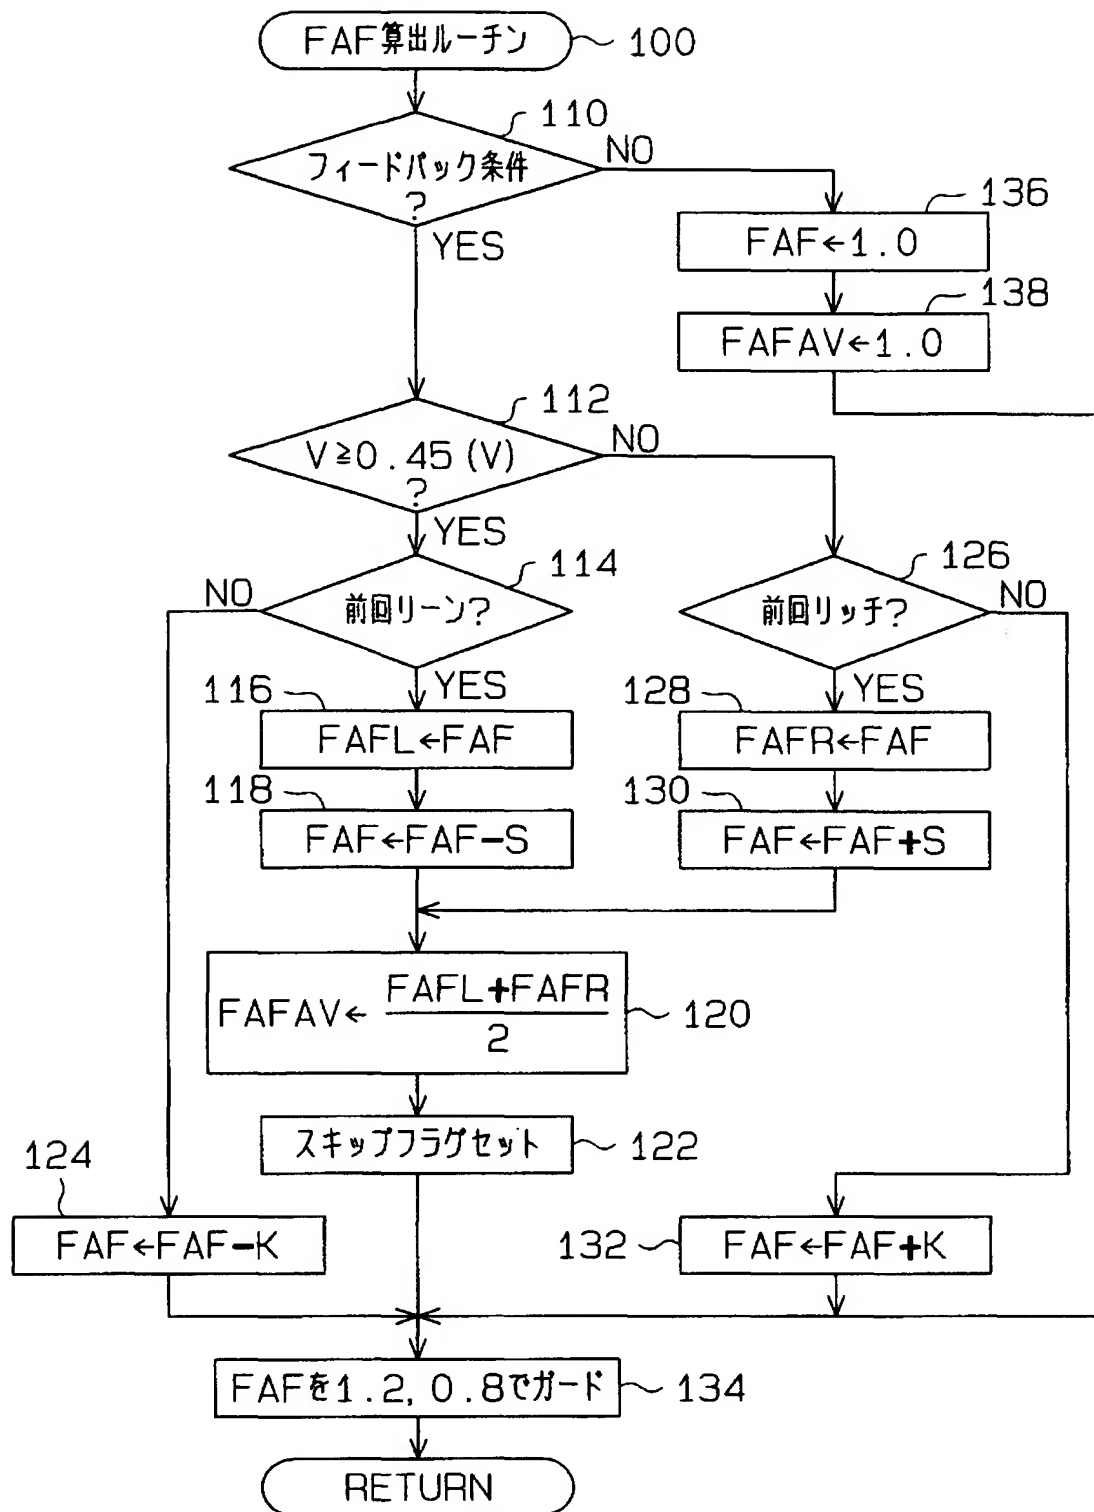 FAF算出ルーチン
100
110
フィードバック条件
?
NO
YES
136
FAF←1.0
138
FAFAV←1.0
112
V≧0.45(V)
?
NO
YES
114
前回リーン?
NO
YES
126
前回リッチ?
NO
YES
116
FAFL←FAF
128
FAFR←FAF
118
FAF←FAF−S
130
FAF←FAF+S
FAFAV← FAFL+FAFR
2
120
スキップフラグセット
122
124
FAF←FAF−K
132
FAF←FAF+K
FAFを1.2,0.8でガード
134
RETURN